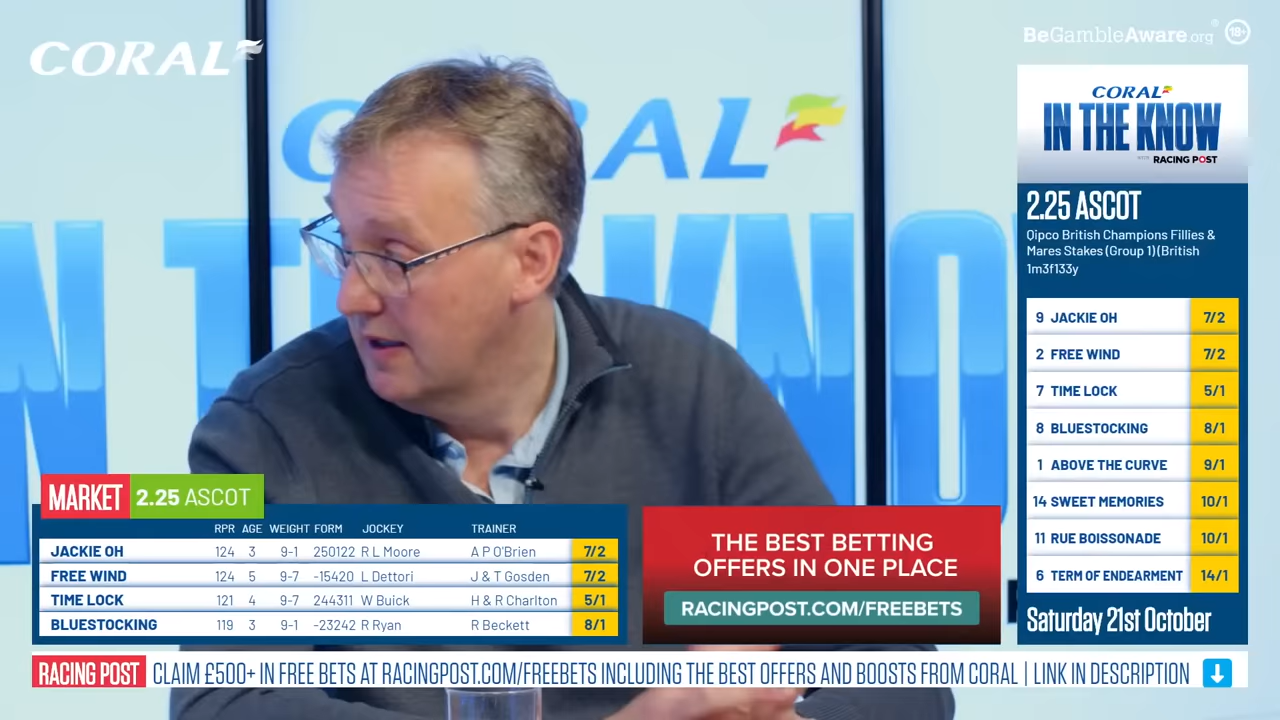 CORAL
BeGambleAware.org® 18+
CORAL
IN THE KNOW
WITH RACING POST
CORAL
N THE KNOW
2.25 ASCOT
Qipco British Champions Fillies &
Mares Stakes (Group 1) (British
1m3f133y
9 JACKIE OH 7/2
2 FREE WIND 7/2
7 TIME LOCK 5/1
8 BLUESTOCKING 8/1
1 ABOVE THE CURVE 9/1
14 SWEET MEMORIES 10/1
11 RUE BOISSONADE 10/1
6 TERM OF ENDEARMENT 14/1
Saturday 21st October
MARKET 2.25 ASCOT
RPR AGE WEIGHT FORM JOCKEY TRAINER
JACKIE OH 124 3 9-1 250122 R L Moore A P O'Brien 7/2
FREE WIND 124 5 9-7 -15420 L Dettori J & T Gosden 7/2
TIME LOCK 121 4 9-7 244311 W Buick H & R Charlton 5/1
BLUESTOCKING 119 3 9-1 -23242 R Ryan R Beckett 8/1
THE BEST BETTING
OFFERS IN ONE PLACE
RACINGPOST.COM/FREEBETS
RACING POST CLAIM £500+ IN FREE BETS AT RACINGPOST.COM/FREEBETS INCLUDING THE BEST OFFERS AND BOOSTS FROM CORAL | LINK IN DESCRIPTION